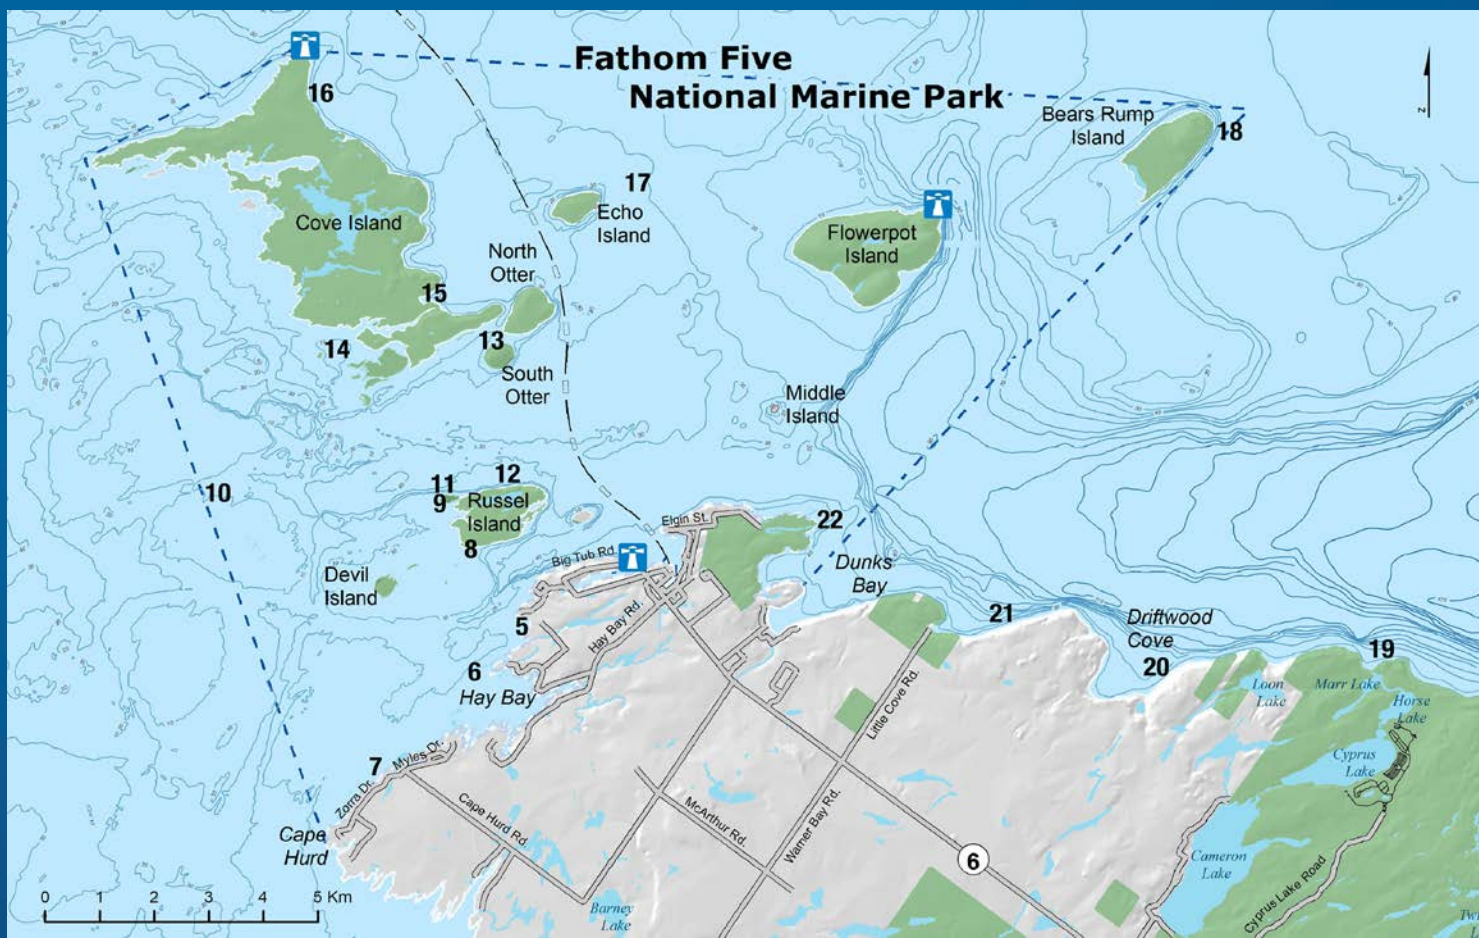 Fathom Five
National Marine Park
Bears Rump
Island
N
16
18
17
Cove Island
Echo
Island
Flowerpot
Island
North
Otter
15
14
13
South
Otter
Middle
Island
10
11
12
9
Russel
Island
8
Elgin St.
22
Big Tub Rd.
Devil
Island
Dunks
Bay
5
Hay Bay Rd.
21
Driftwood
Cove
6
Hay Bay
20
19
Little Cove Rd.
Loon
Lake
Marr Lake
Horse
Lake
Cyprus
Lake
7
Myles Dr.
Zorra Dr.
Cape Hurd Rd.
McArthur Rd.
Warner Bay Rd.
Cape
Hurd
6
Cameron
Lake
Cyprus Lake Road
Barney
Lake
0 1 2 3 4 5 Km